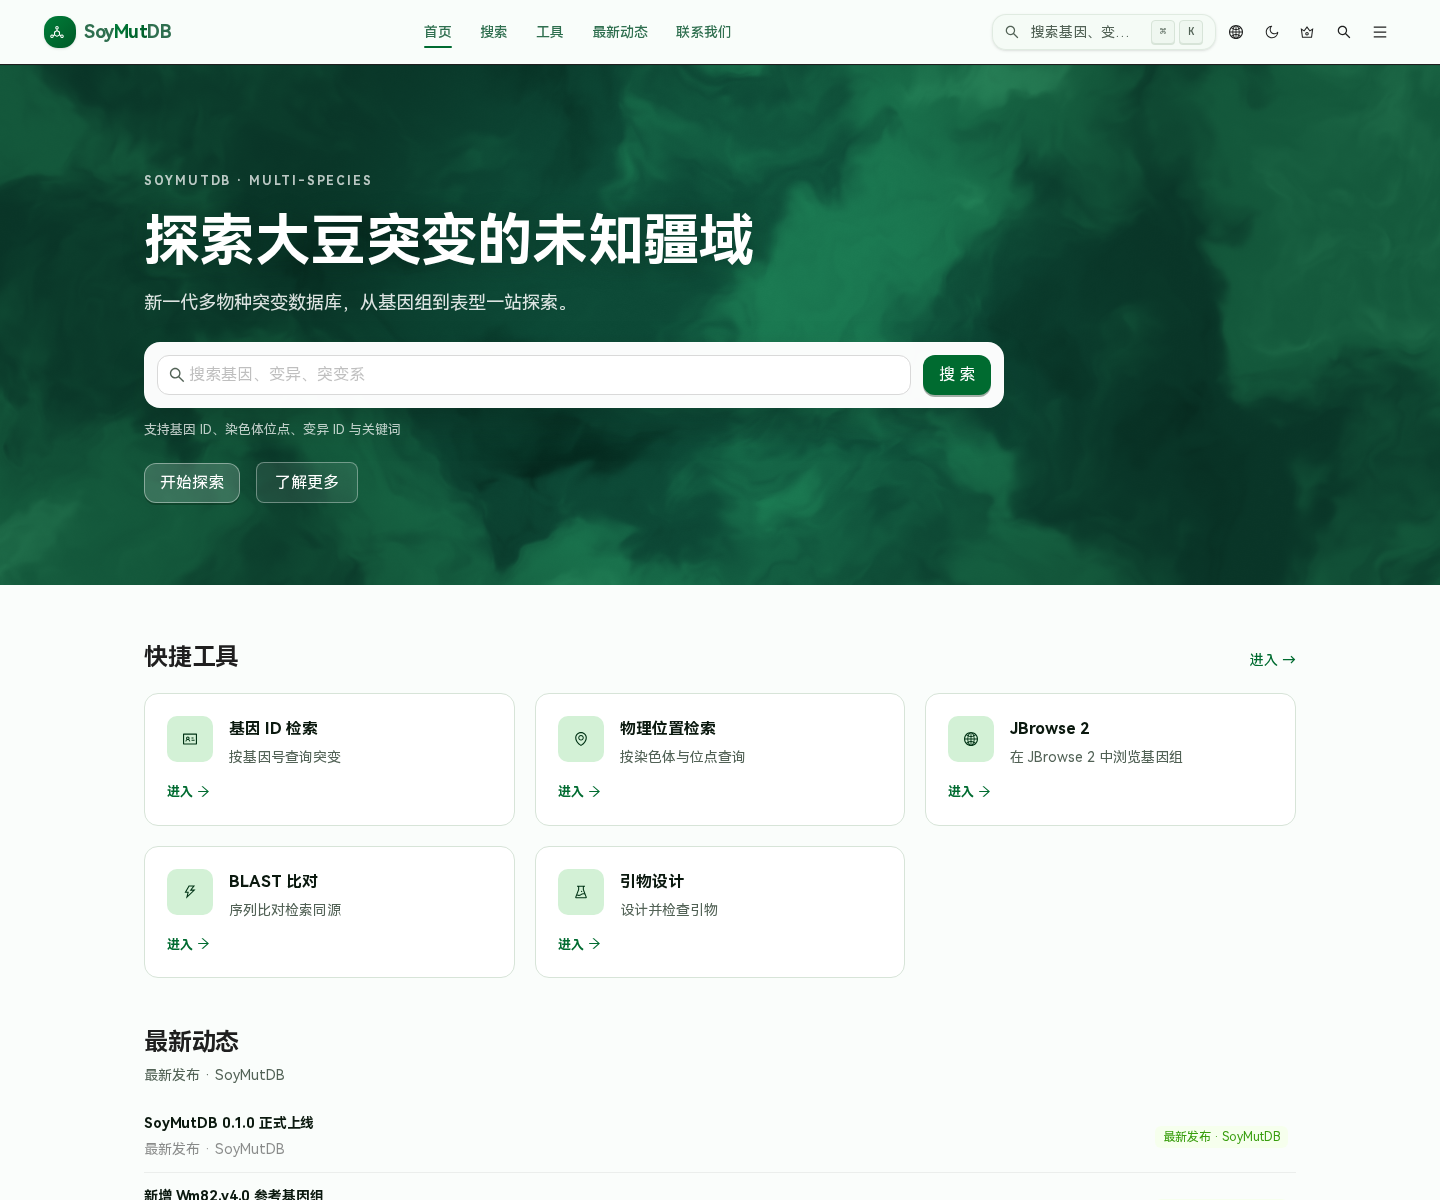 SoyMutDB
首页 搜索 工具 最新动态 联系我们
搜索基因、变... ⌘ K
SOYMUTDB · MULTI-SPECIES
探索大豆突变的未知疆域
新一代多物种突变数据库，从基因组到表型一站探索。
搜索基因、变异、突变系
搜 索
支持基因 ID、染色体位点、变异 ID 与关键词
开始探索 了解更多
快捷工具
进入 →
基因 ID 检索
按基因号查询突变
进入 →
物理位置检索
按染色体与位点查询
进入 →
JBrowse 2
在 JBrowse 2 中浏览基因组
进入 →
BLAST 比对
序列比对检索同源
进入 →
引物设计
设计并检查引物
进入 →
最新动态
最新发布 · SoyMutDB
SoyMutDB 0.1.0 正式上线
最新发布 · SoyMutDB
最新发布 · SoyMutDB
新增 Wm82.v4.0 参考基因组